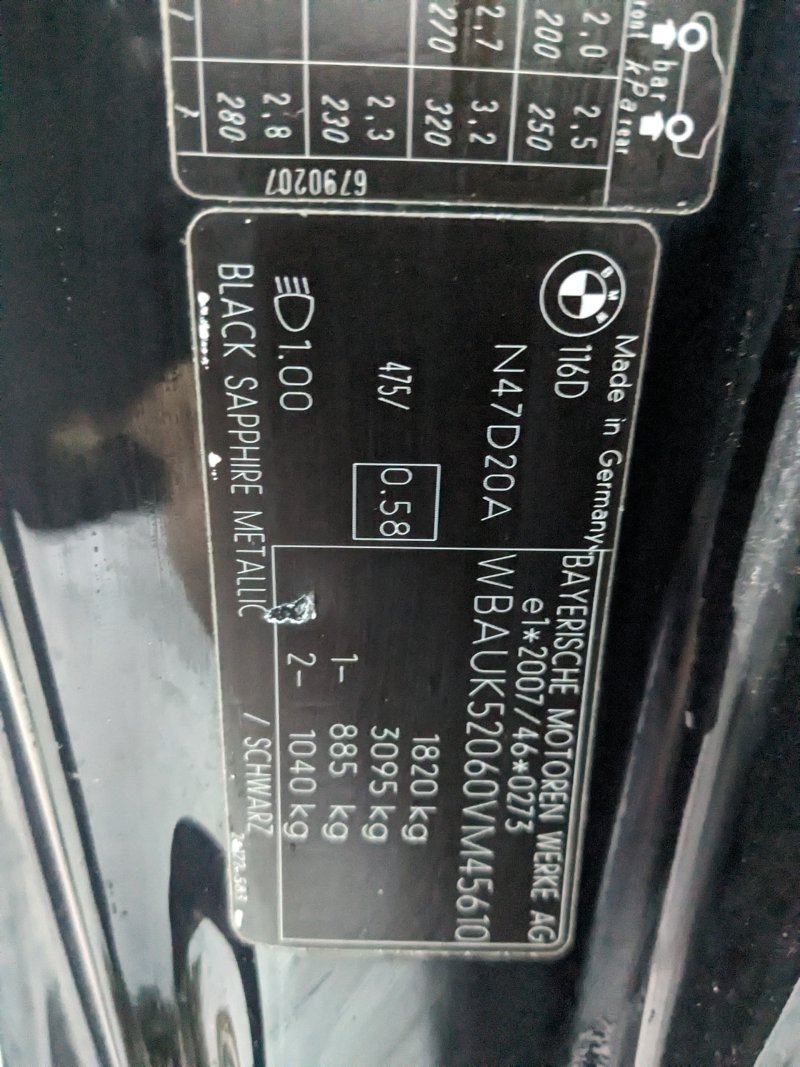 bar
kPa
rear
2,0 2,5
200 250
2,7 3,2
270 320
2,3
230
2,8
280
/ /
6790207
Made in Germany
BMW
116D
BAYERISCHE MOTOREN WERKE AG
e1*2007/46*0273
N47D20A WBAUK52060VM45610
1820 kg
475/ 0.58 3095 kg
1- 885 kg
1.00 2- 1040 kg
BLACK SAPPHIRE METALLIC / SCHWARZ